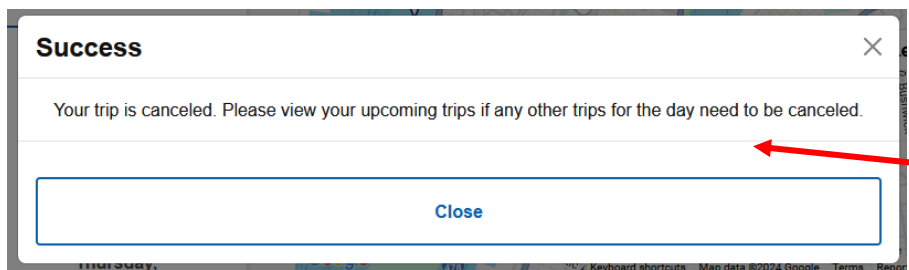 Success
Your trip is canceled. Please view your upcoming trips if any other trips for the day need to be canceled.
Close
Thursday,
Keyboard shortcuts Map data ©2024 Google Terms